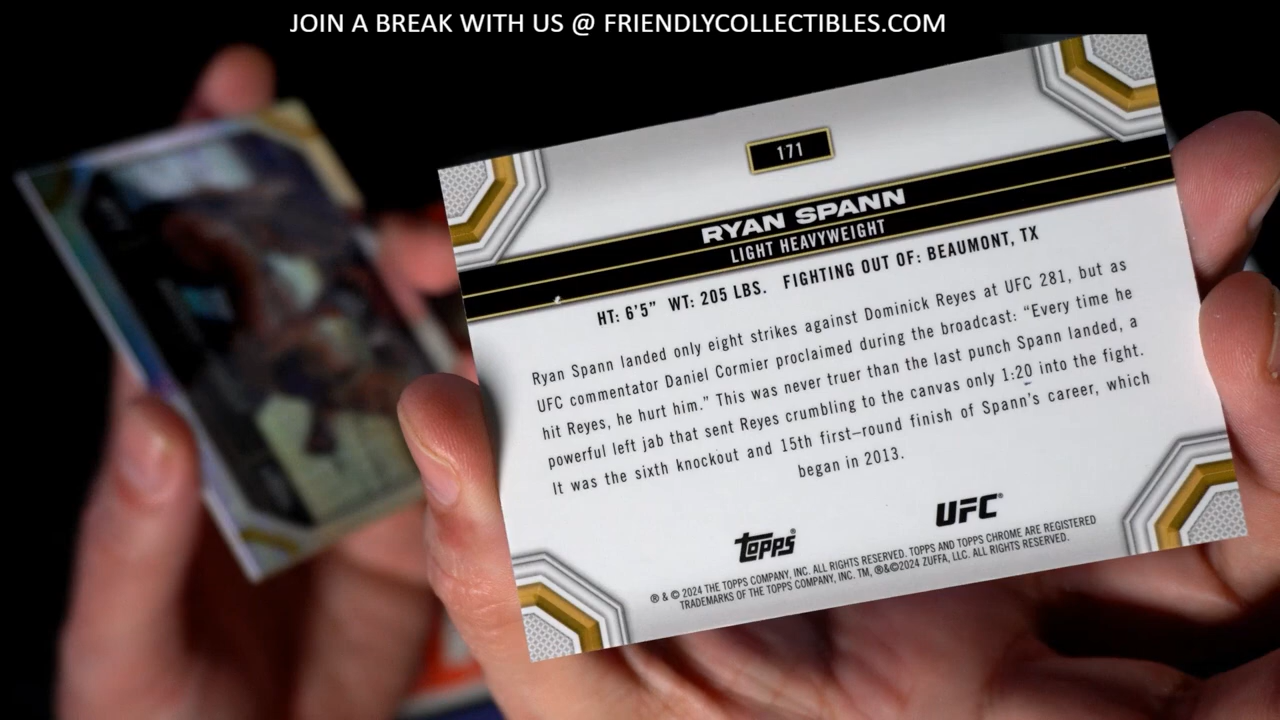 JOIN A BREAK WITH US @ FRIENDLYCOLLECTIBLES.COM
171
RYAN SPANN
LIGHT HEAVYWEIGHT
HT: 6'5" WT: 205 LBS. FIGHTING OUT OF: BEAUMONT, TX
Ryan Spann landed only eight strikes against Dominick Reyes at UFC 281, but as
UFC commentator Daniel Cormier proclaimed during the broadcast: “Every time he
hit Reyes, he hurt him.” This was never truer than the last punch Spann landed, a
powerful left jab that sent Reyes crumbling to the canvas only 1:20 into the fight.
It was the sixth knockout and 15th first–round finish of Spann's career, which
began in 2013.
Topps® UFC®
® & © 2024 THE TOPPS COMPANY, INC. ALL RIGHTS RESERVED. TOPPS AND TOPPS CHROME ARE REGISTERED
TRADEMARKS OF THE TOPPS COMPANY, INC. TM, ®&©2024 ZUFFA, LLC. ALL RIGHTS RESERVED.